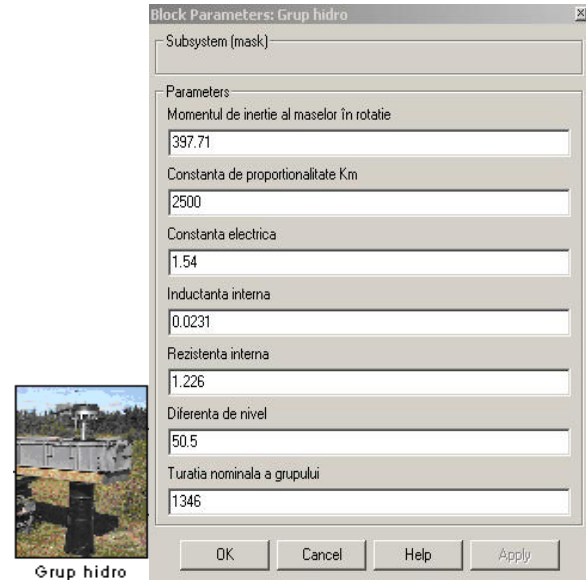 Block Parameters: Grup hidro
Subsystem (mask)
Parameters
Momentul de inertie al maselor în rotatie
397.71
Constanta de proportionalitate Km
2500
Constanta electrica
1.54
Inductanta interna
0.0231
Rezistenta interna
1.226
Diferenta de nivel
50.5
Turatia nominala a grupului
1346
OK Cancel Help Apply
Grup hidro